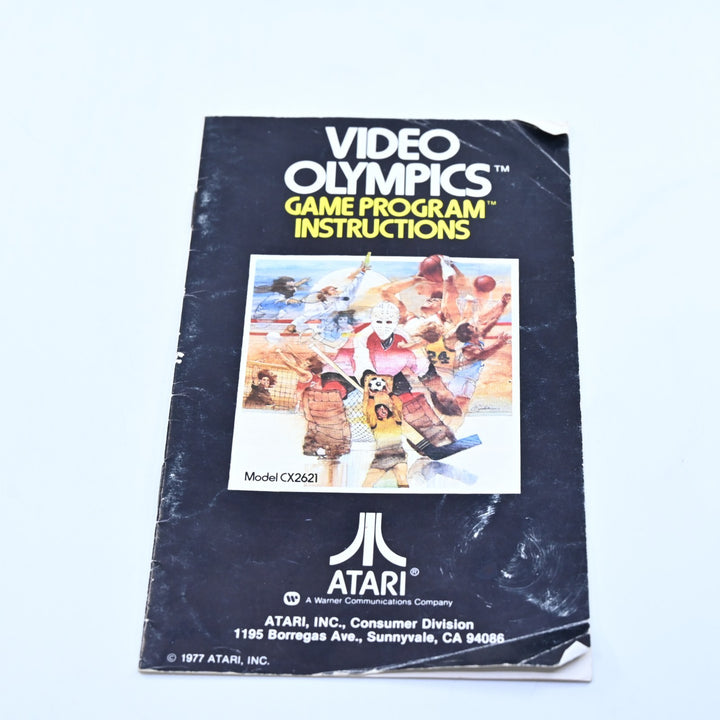 VIDEO
OLYMPICS™
GAME PROGRAM™
INSTRUCTIONS
24
Model CX2621
ATARI®
A Warner Communications Company
ATARI, INC., Consumer Division
1195 Borregas Ave., Sunnyvale, CA 94086
© 1977 ATARI, INC.